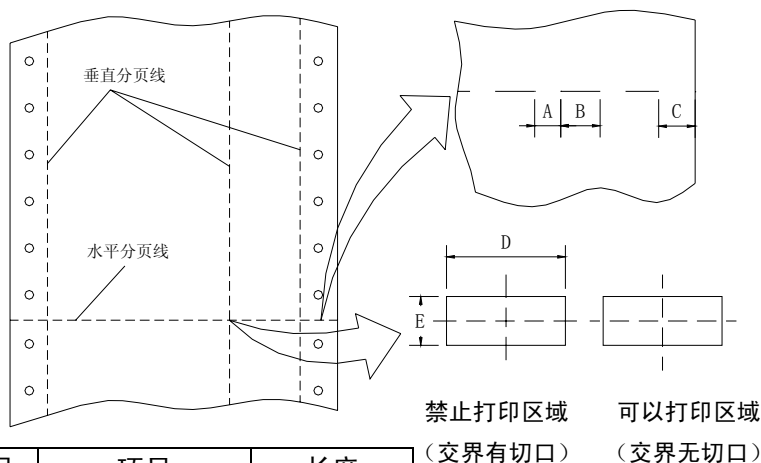 垂直分页线
A B C
水平分页线
D
E
禁止打印区域 可以打印区域
(交界有切口) (交界无切口)
项目 长度